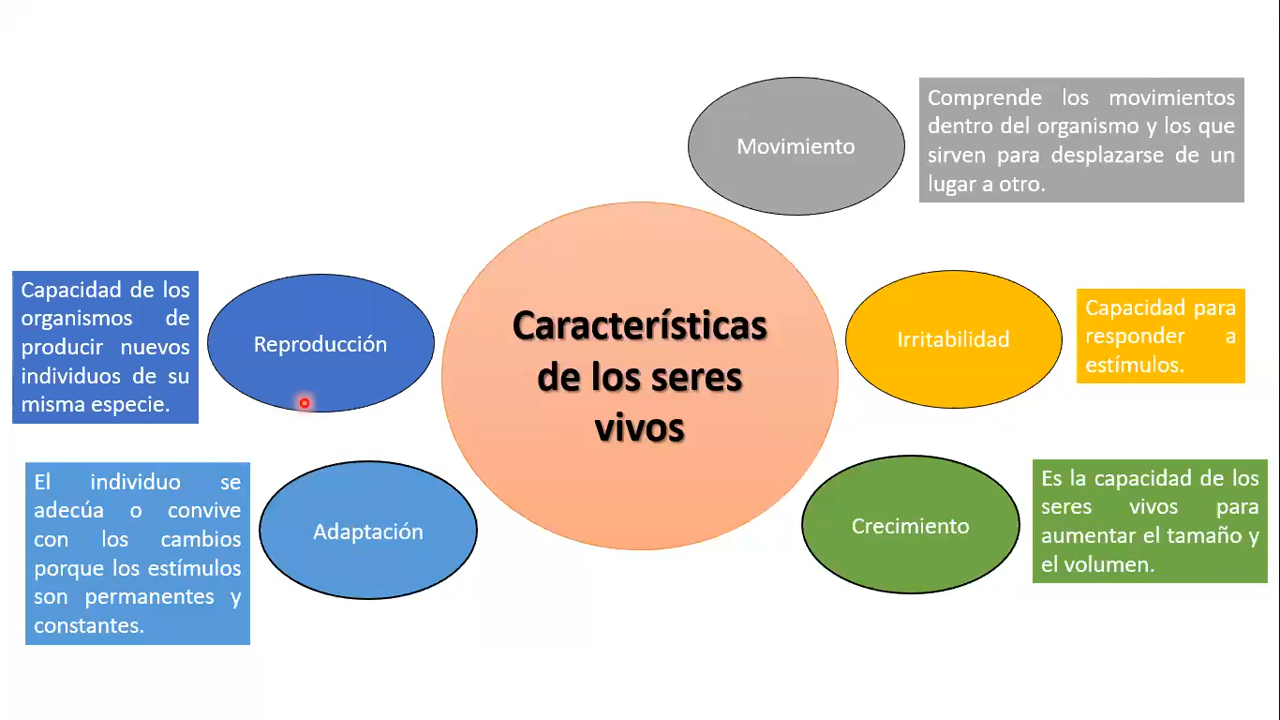 Movimiento
Comprende los movimientos
dentro del organismo y los que
sirven para desplazarse de un
lugar a otro.
Capacidad de los
organismos de
producir nuevos
individuos de su
misma especie.
Reproducción
Características
de los seres
vivos
Irritabilidad
Capacidad para
responder a
estímulos.
El individuo se
adecúa o convive
con los cambios
porque los estímulos
son permanentes y
constantes.
Adaptación
Crecimiento
Es la capacidad de los
seres vivos para
aumentar el tamaño y
el volumen.